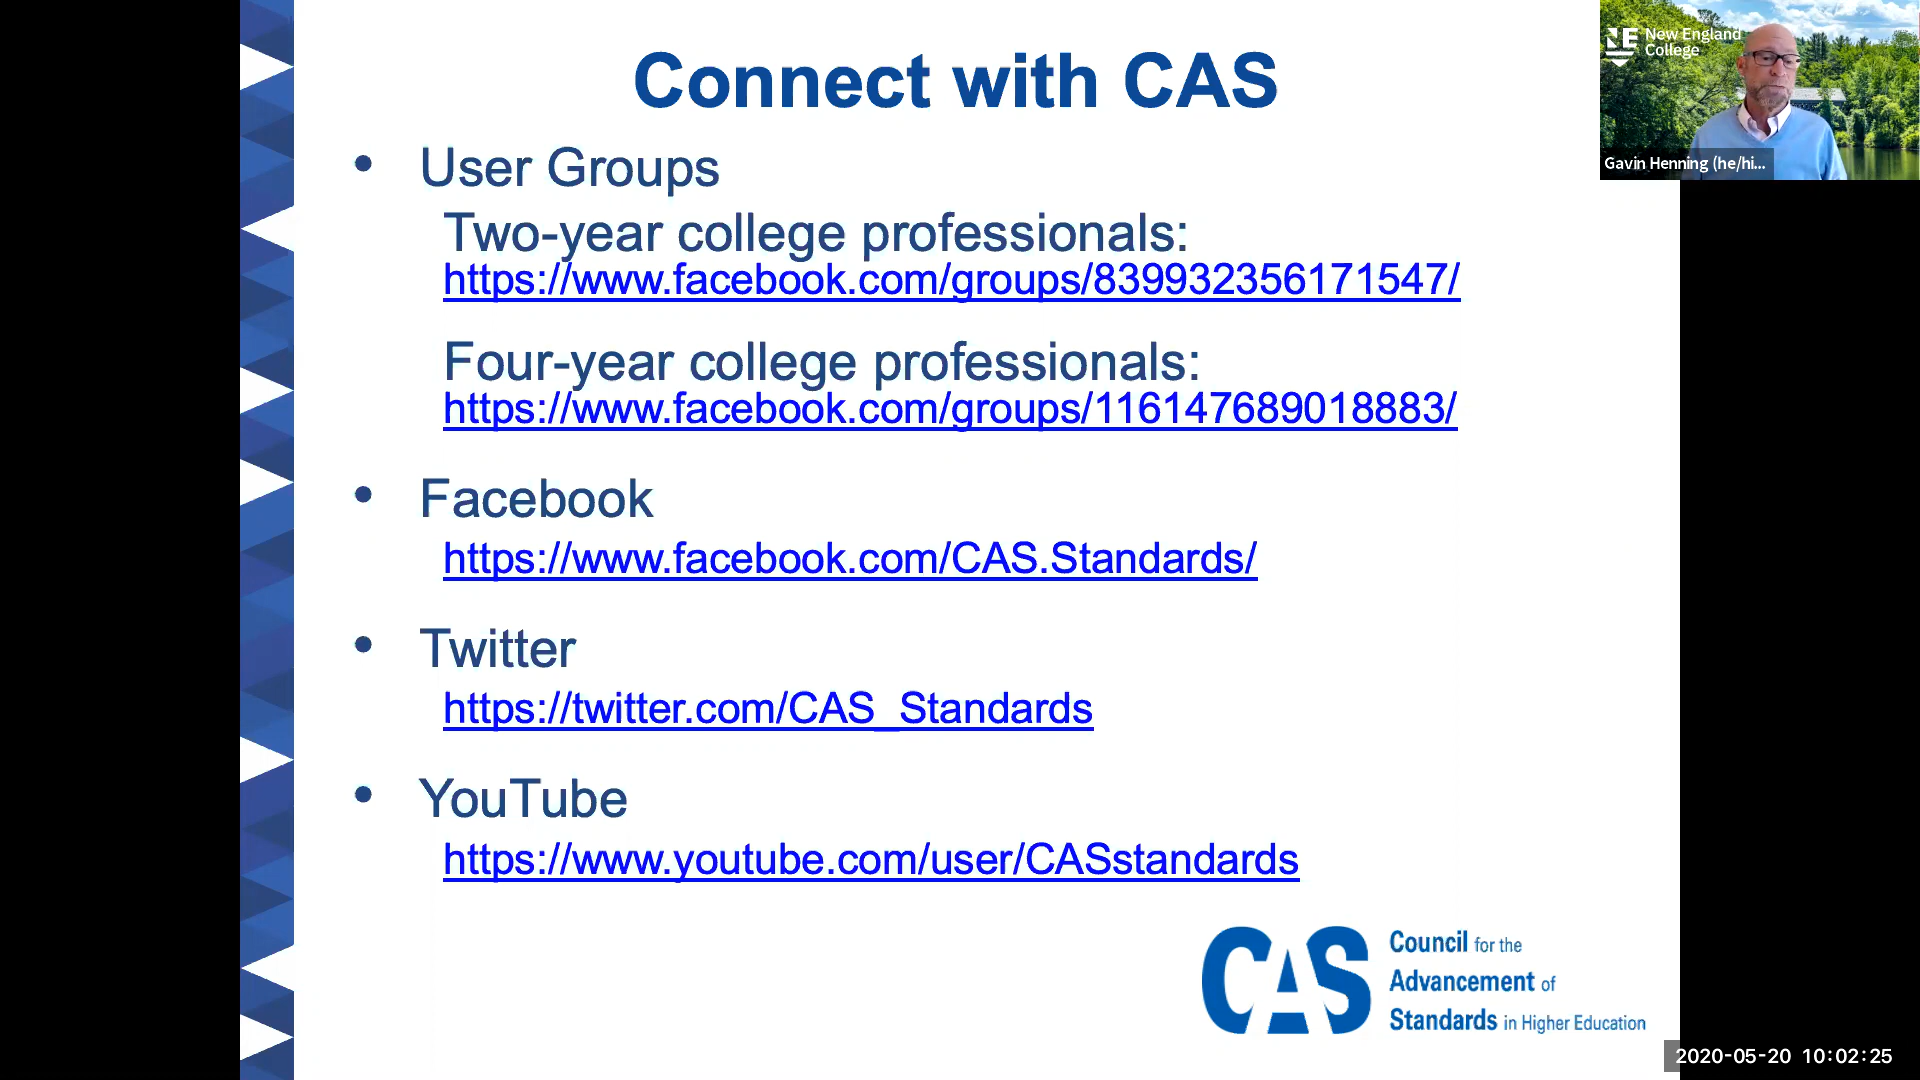 Connect with CAS
• User Groups
Two-year college professionals:
https://www.facebook.com/groups/839932356171547/
Four-year college professionals:
https://www.facebook.com/groups/116147689018883/
• Facebook
https://www.facebook.com/CAS.Standards/
• Twitter
https://twitter.com/CAS_Standards
• YouTube
https://www.youtube.com/user/CASstandards
CAS
Council for the
Advancement of
Standards in Higher Education
NE
New England
College
Gavin Henning (he/hi...
2020-05-20 10:02:25